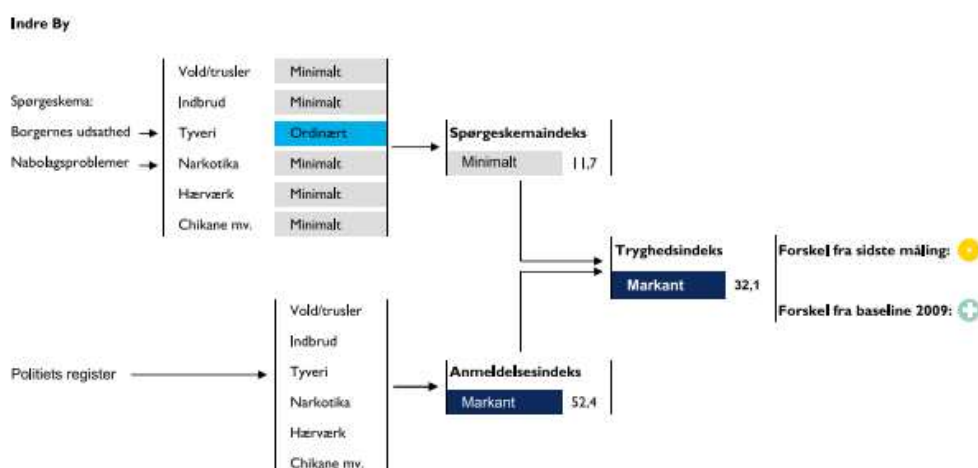 Indre By
Spørgeskema:
Borgernes udsathed
Nabolagsproblemer
Vold/trusler Minimalt
Indbrud Minimalt
Tyveri Ordinært
Narkotika Minimalt
Hærværk Minimalt
Chikane mv. Minimalt
Spørgeskemaindeks
Minimalt 11,7
Tryghedsindeks
Markant 32,1
Forskel fra sidste måling:
Forskel fra baseline 2009:
Politiets register
Vold/trusler
Indbrud
Tyveri
Narkotika
Hærværk
Chikane mv.
Anmeldelsesindeks
Markant 52,4